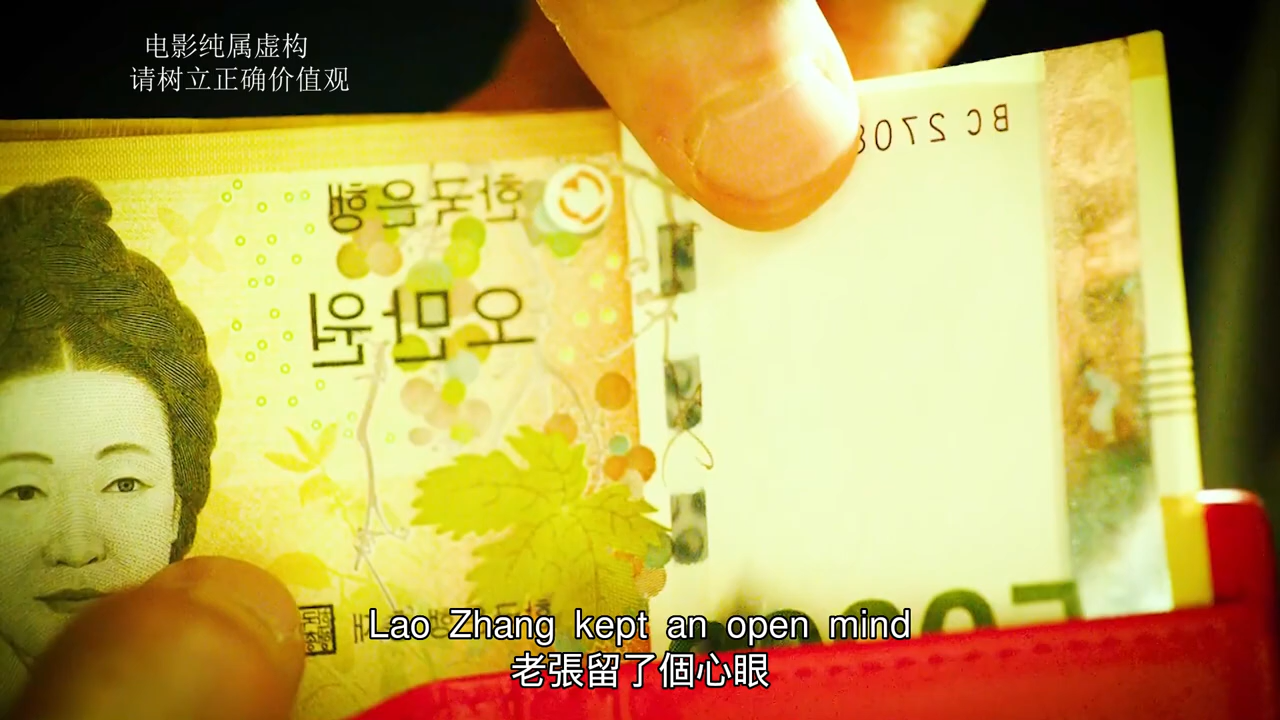 电影纯属虚构
请树立正确价值观
BC 2708
한국은행
오만원
Lao Zhang kept an open mind
老張留了個心眼